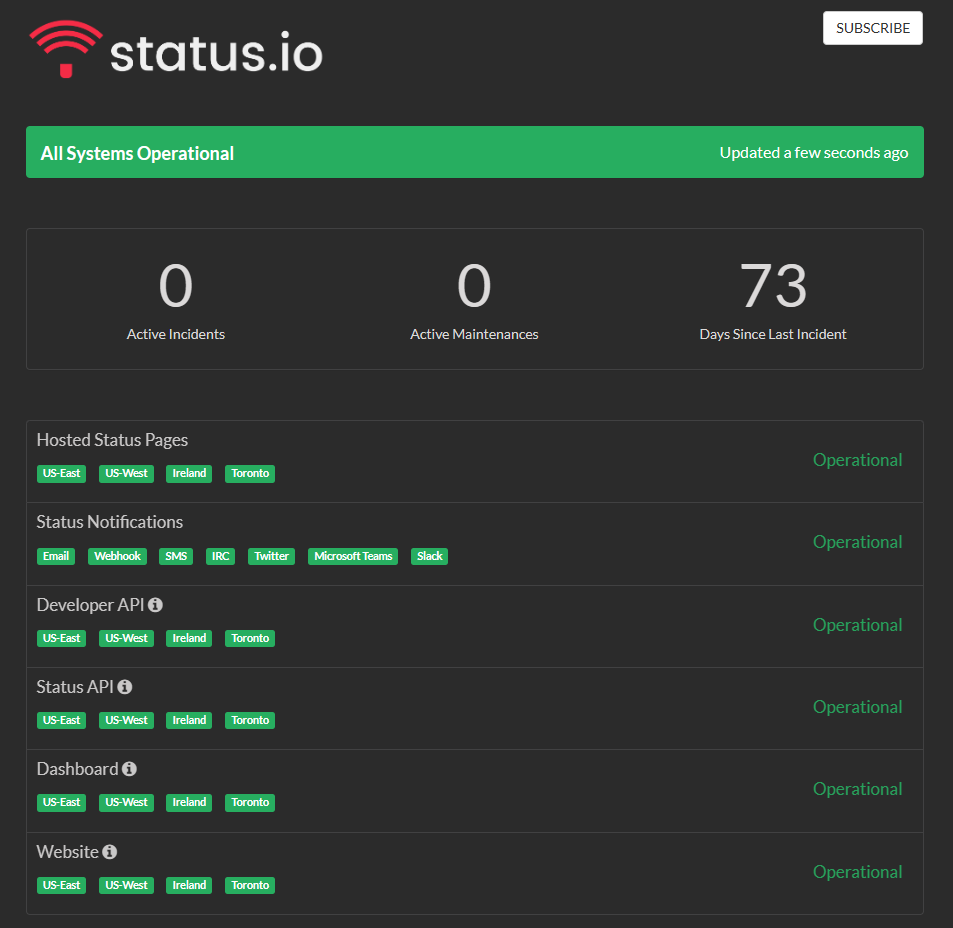 status.io
SUBSCRIBE
All Systems Operational
Updated a few seconds ago
0
0
73
Active Incidents
Active Maintenances
Days Since Last Incident
Hosted Status Pages
Operational
US-East US-West Ireland Toronto
Status Notifications
Operational
Email Webhook SMS IRC Twitter Microsoft Teams Slack
Developer API
Operational
US-East US-West Ireland Toronto
Status API
Operational
US-East US-West Ireland Toronto
Dashboard
Operational
US-East US-West Ireland Toronto
Website
Operational
US-East US-West Ireland Toronto